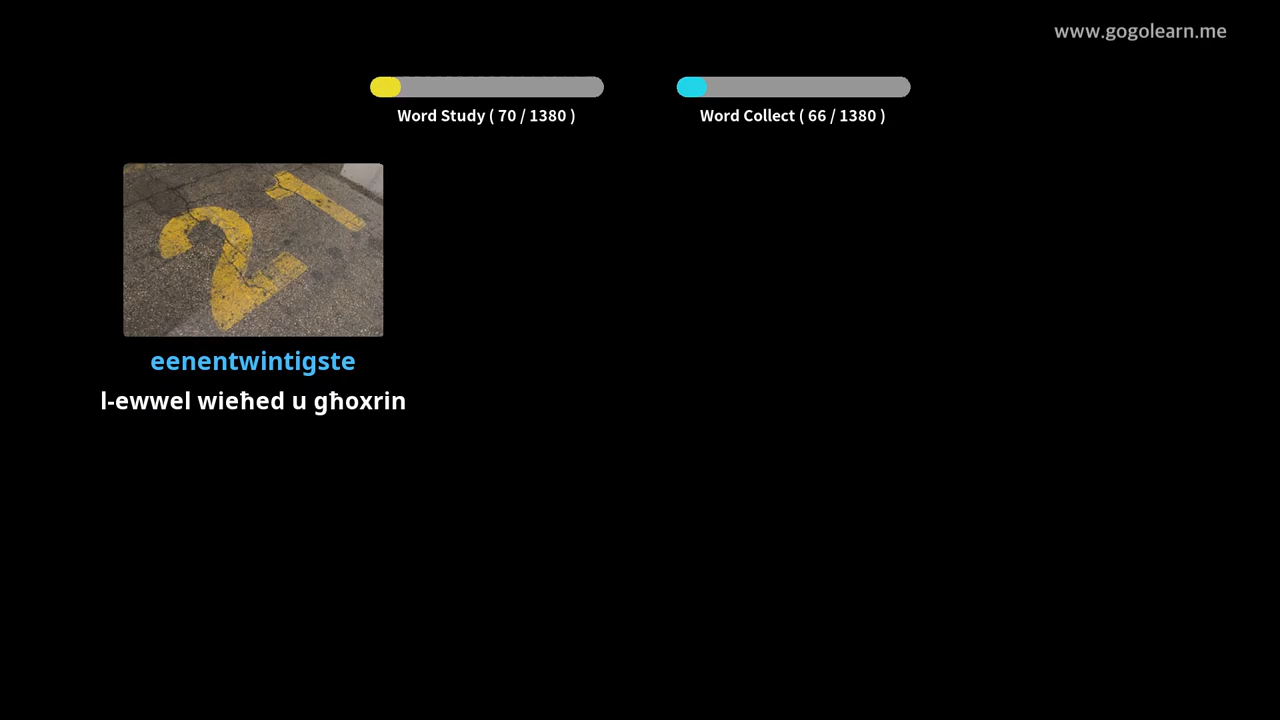 www.gogolearn.me
Word Study ( 70 / 1380 )
Word Collect ( 66 / 1380 )
21
eenentwintigste
l-ewwel wieħed u għoxrin